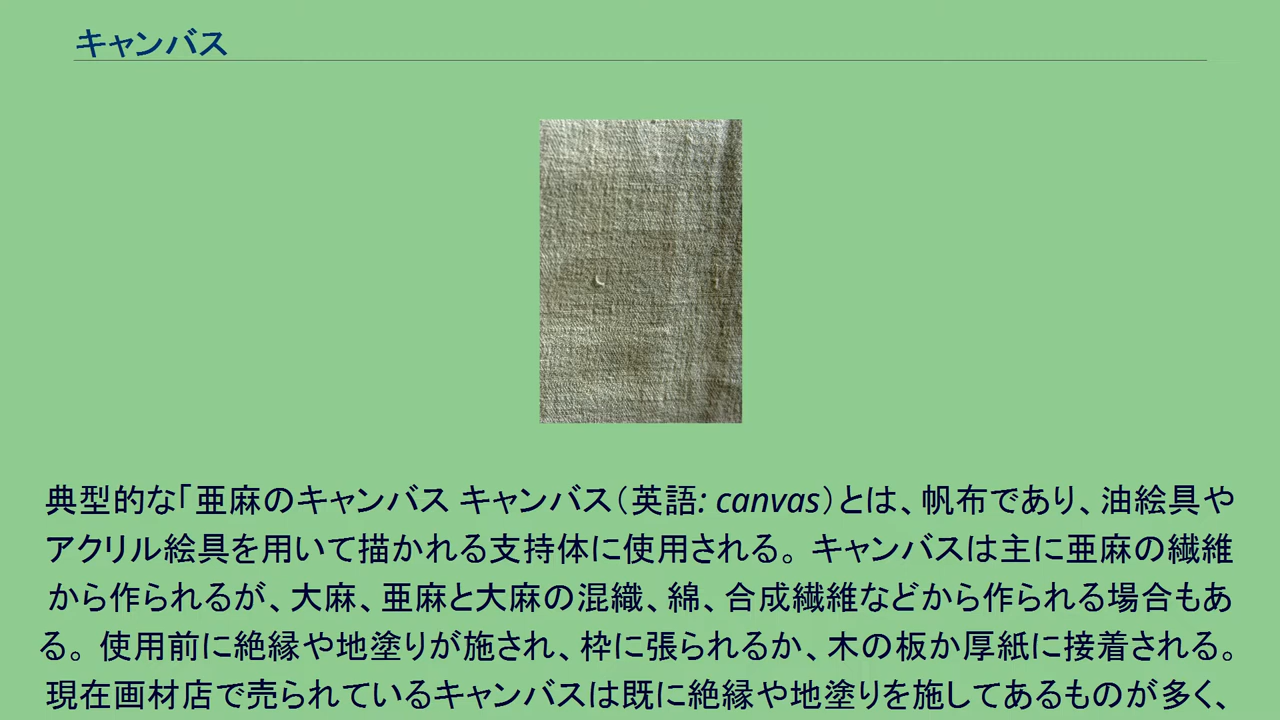 キャンバス
典型的な「亜麻のキャンバス キャンバス（英語: canvas）とは、帆布であり、油絵具や
アクリル絵具を用いて描かれる支持体に使用される。 キャンバスは主に亜麻の繊維
から作られるが、大麻、亜麻と大麻の混織、綿、合成繊維などから作られる場合もあ
る。 使用前に絶縁や地塗りが施され、枠に張られるか、木の板か厚紙に接着される。
現在画材店で売られているキャンバスは既に絶縁や地塗りを施してあるものが多く、